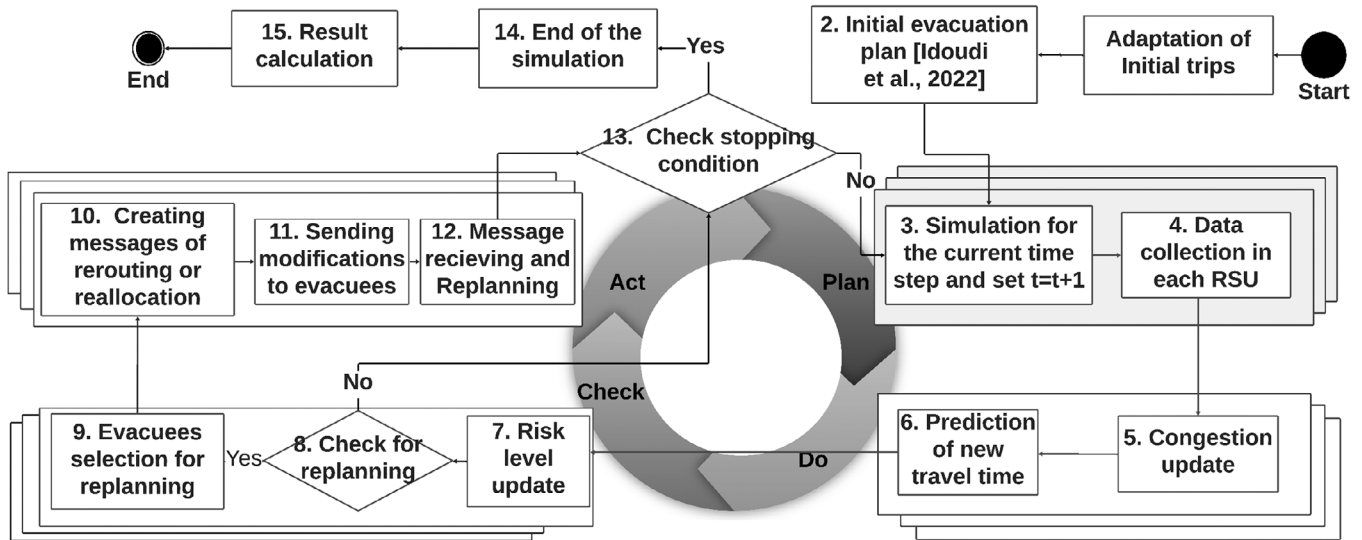 15. Result
calculation
End
14. End of the
simulation
Yes
2. Initial evacuation
plan [Idoudi
et al., 2022]
Adaptation of
Initial trips
Start
13. Check stopping
condition
No
10. Creating
messages of
rerouting or
reallocation
11. Sending
modifications
to evacuees
12. Message
recieving and
Replanning
3. Simulation for
the current time
step and set t=t+1
4. Data
collection in
each RSU
Act
Plan
Check
Do
No
9. Evacuees
selection for
replanning
Yes
8. Check for
replanning
7. Risk
level
update
6. Prediction
of new
travel time
5. Congestion
update